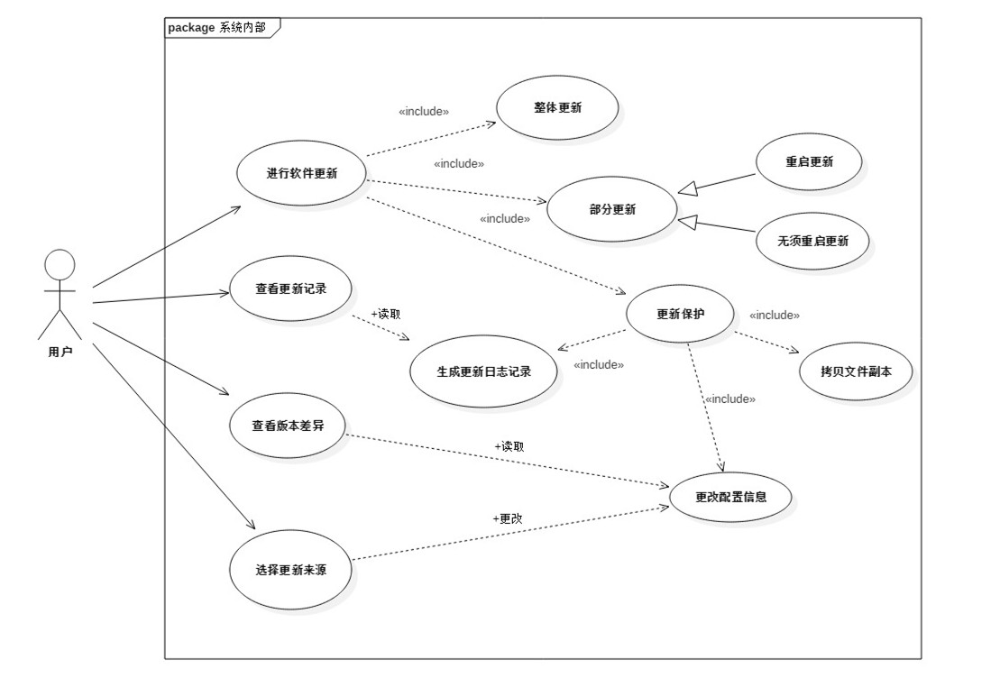 package 系统内部
整体更新
«include»
重启更新
«include»
进行软件更新
部分更新
«include»
无须重启更新
查看更新记录
+读取
更新保护
«include»
用户
生成更新日志记录
«include»
拷贝文件副本
«include»
查看版本差异
+读取
更改配置信息
+更改
选择更新来源